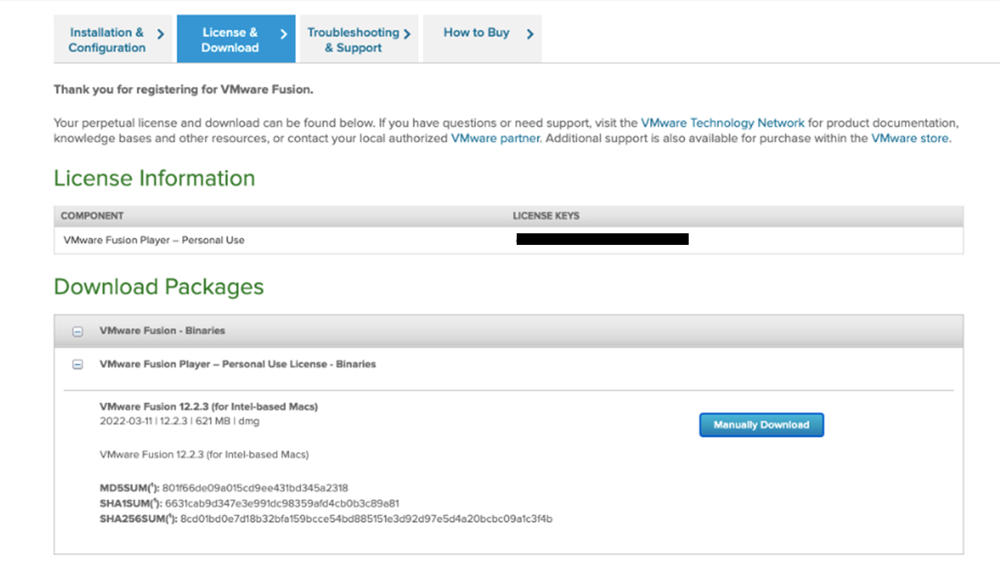 Installation &
Configuration
License &
Download
Troubleshooting
& Support
How to Buy
Thank you for registering for VMware Fusion.
Your perpetual license and download can be found below. If you have questions or need support, visit the VMware Technology Network for product documentation,
knowledge bases and other resources, or contact your local authorized VMware partner. Additional support is also available for purchase within the VMware store.
License Information
COMPONENT LICENSE KEYS
VMware Fusion Player – Personal Use
Download Packages
VMware Fusion - Binaries
VMware Fusion Player – Personal Use License - Binaries
VMware Fusion 12.2.3 (for Intel-based Macs)
2022-03-11 | 12.2.3 | 621 MB | dmg
Manually Download
VMware Fusion 12.2.3 (for Intel-based Macs)
MD5SUM(¹): 801f66de09a015cd9ee431bd345a2318
SHA1SUM(¹): 6631cab9d347e3e991dc98359afd4cb0b3c89a81
SHA256SUM(¹): 8cd01bd0e7d18b32bfa159bcce54bd885151e3d92d97e5d4a20bcbc09a1c3f4b